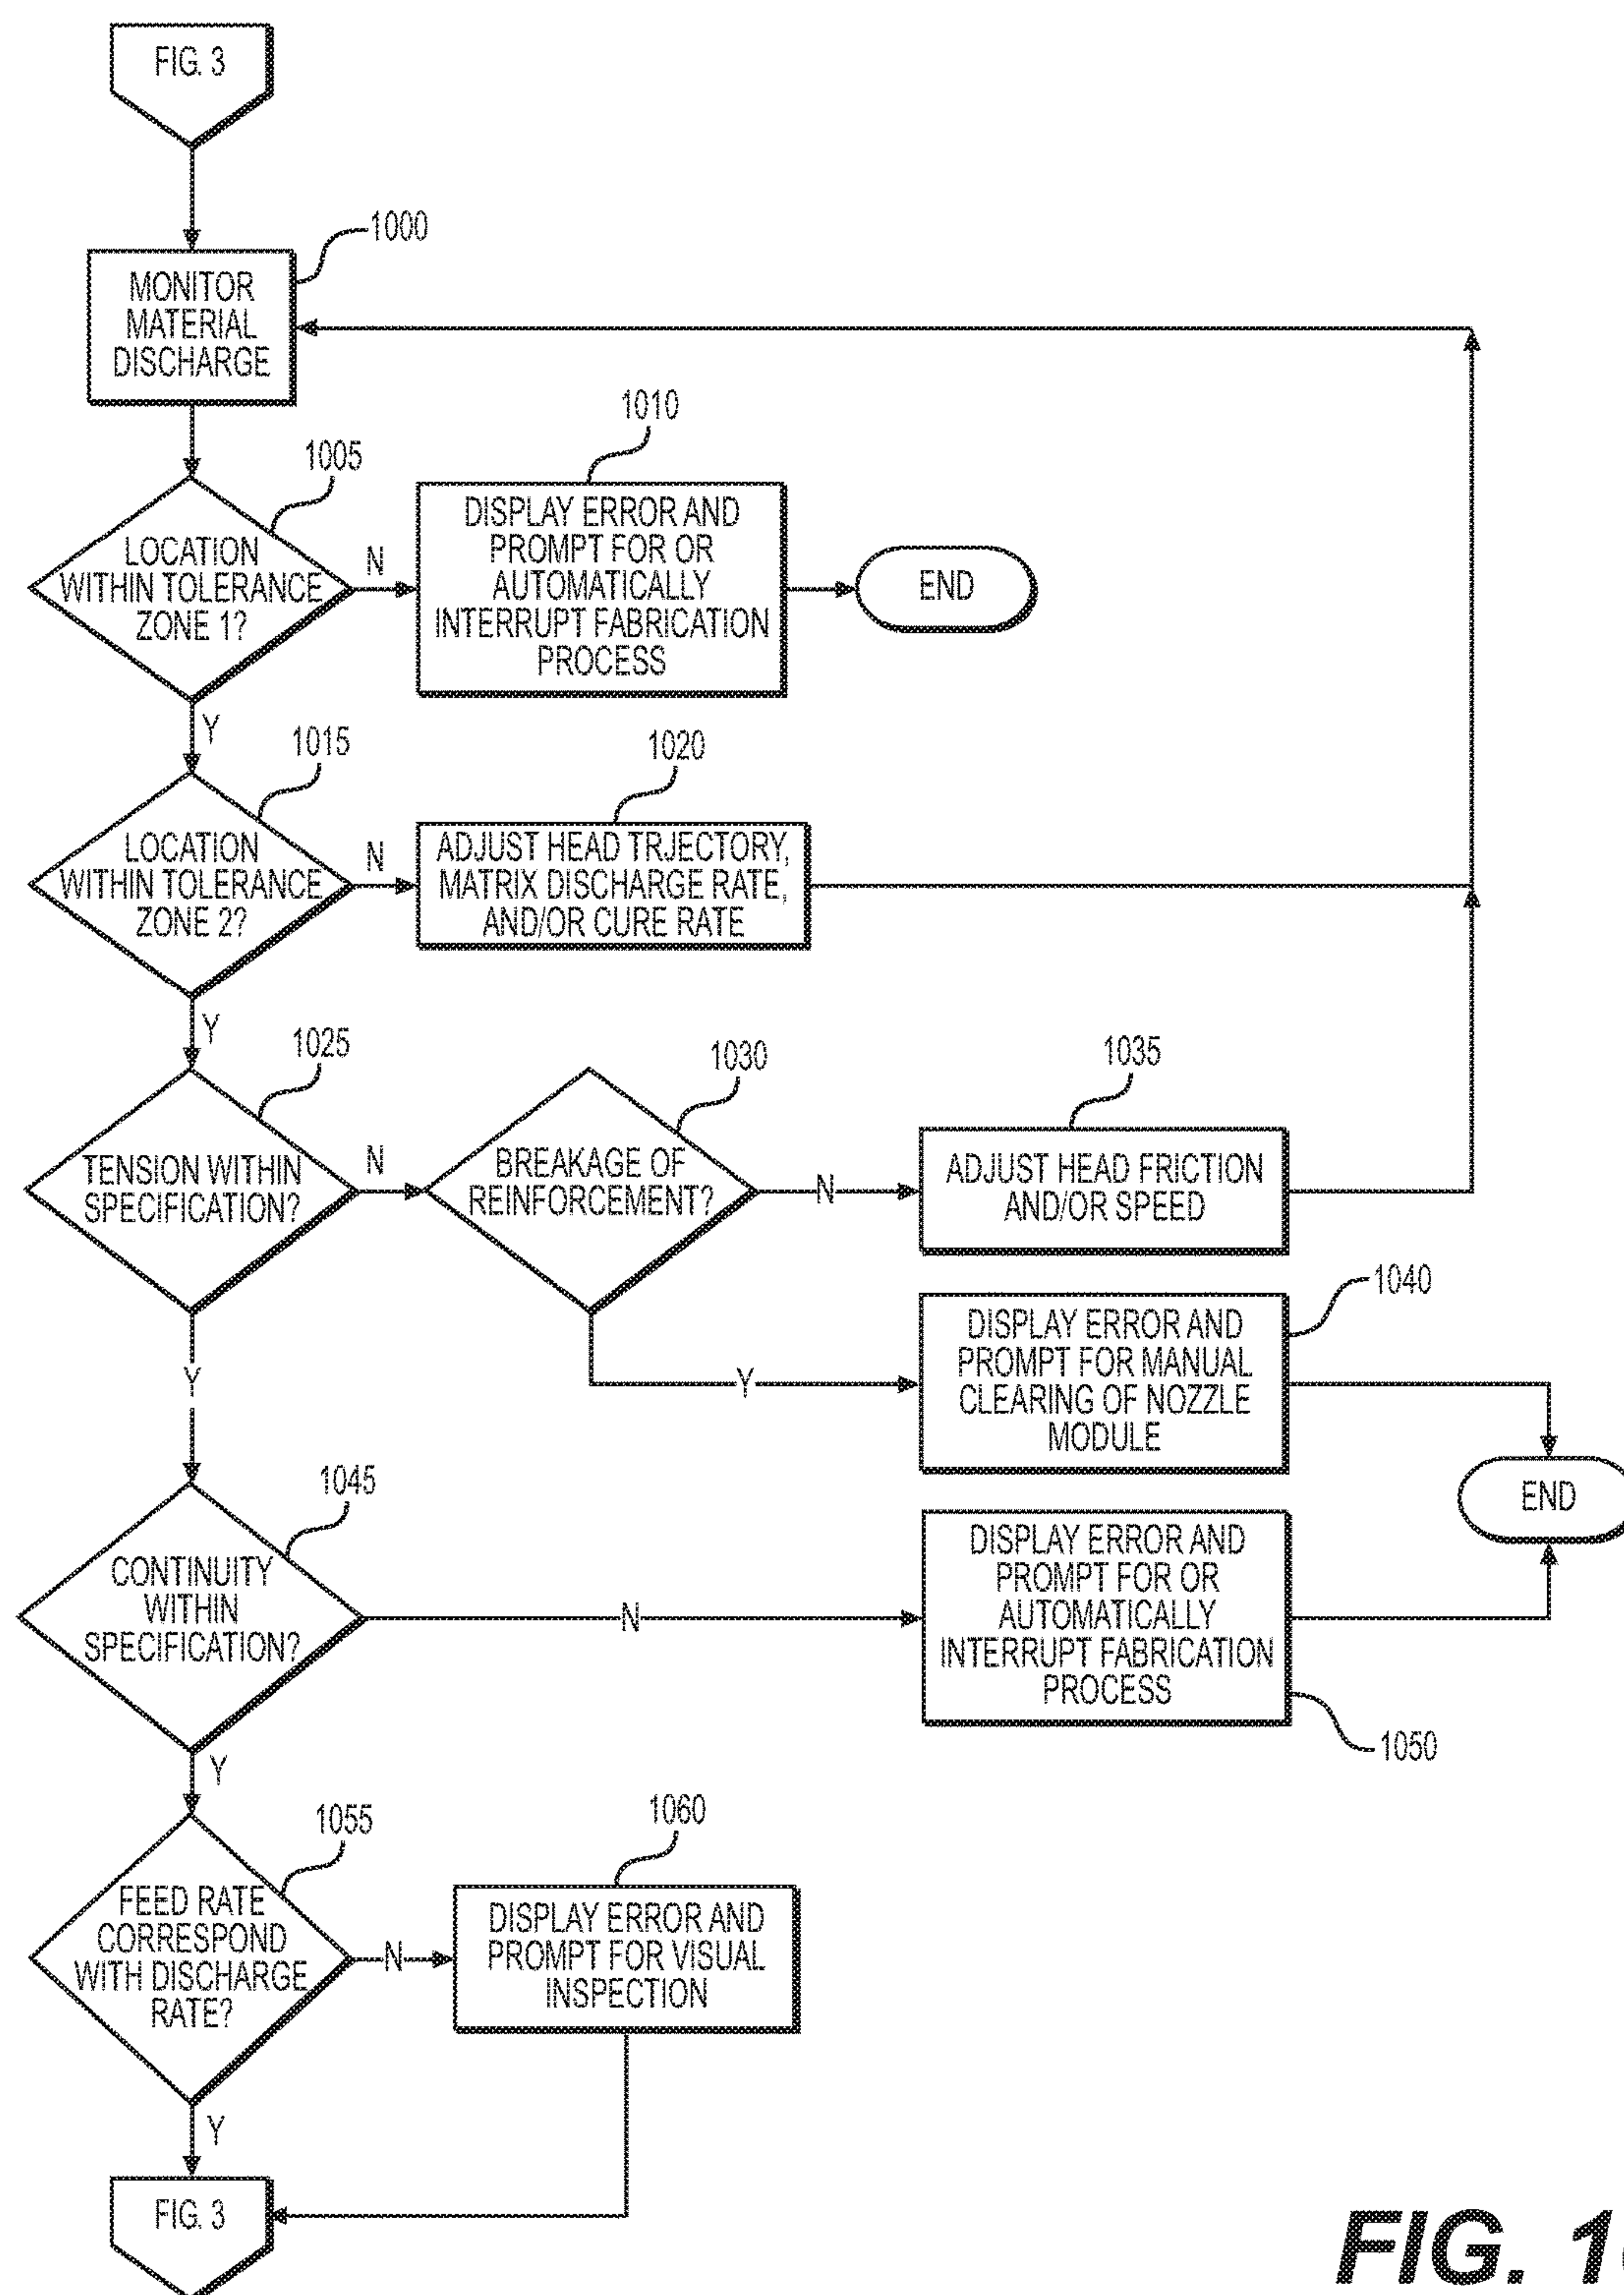 FIG. 3
1000
MONITOR
MATERIAL
DISCHARGE
1005
LOCATION
WITHIN TOLERANCE
ZONE 1?
N
1010
DISPLAY ERROR AND
PROMPT FOR OR
AUTOMATICALLY
INTERRUPT FABRICATION
PROCESS
END
Y
1015
LOCATION
WITHIN TOLERANCE
ZONE 2?
N
1020
ADJUST HEAD TRJECTORY,
MATRIX DISCHARGE RATE,
AND/OR CURE RATE
Y
1025
TENSION WITHIN
SPECIFICATION?
N
1030
BREAKAGE OF
REINFORCEMENT?
N
1035
ADJUST HEAD FRICTION
AND/OR SPEED
Y
1040
DISPLAY ERROR AND
PROMPT FOR MANUAL
CLEARING OF NOZZLE
MODULE
END
Y
1045
CONTINUITY
WITHIN
SPECIFICATION?
N
DISPLAY ERROR AND
PROMPT FOR OR
AUTOMATICALLY
INTERRUPT FABRICATION
PROCESS
1050
Y
1055
FEED RATE
CORRESPOND
WITH DISCHARGE
RATE?
N
1060
DISPLAY ERROR AND
PROMPT FOR VISUAL
INSPECTION
Y
FIG. 3
FIG.